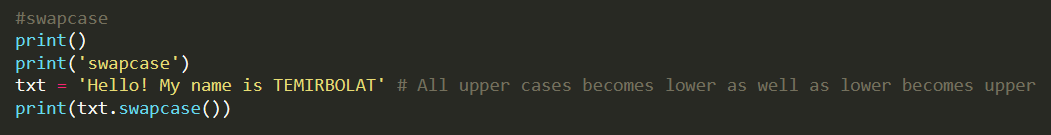 #swapcase
print()
print('swapcase')
txt = 'Hello! My name is TEMIRBOLAT' # All upper cases becomes lower as well as lower becomes upper
print(txt.swapcase())